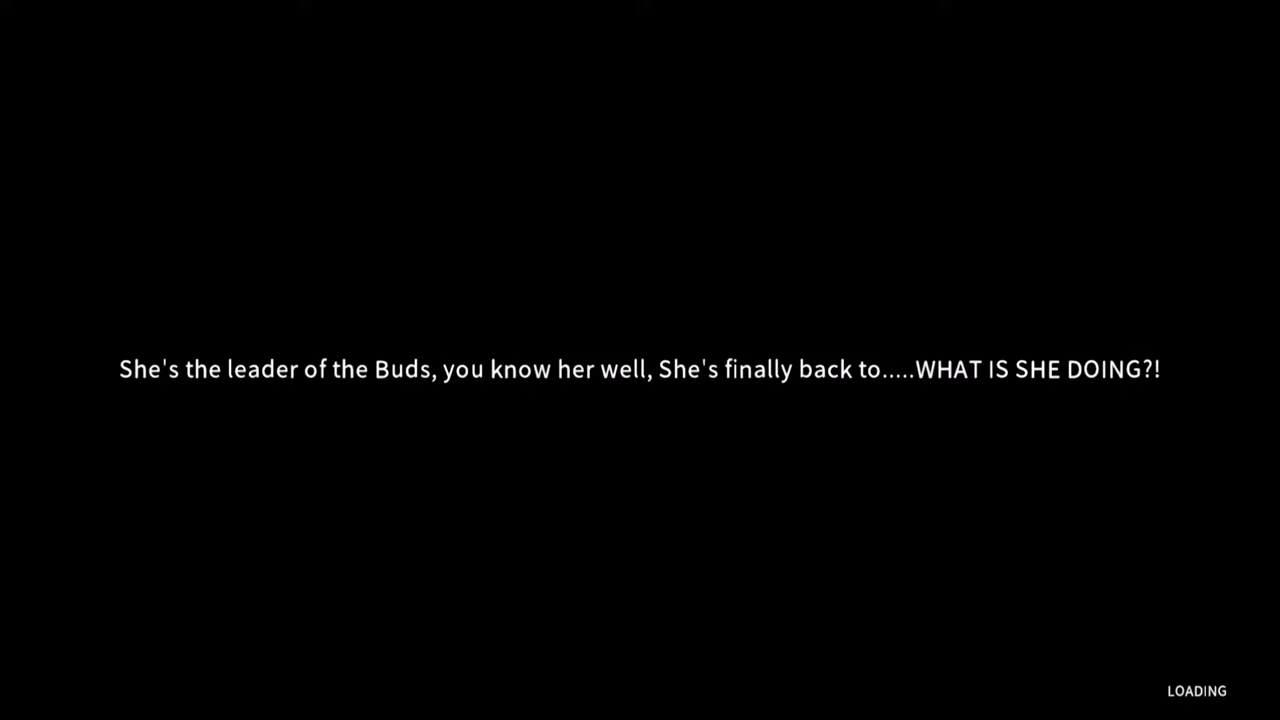 She's the leader of the Buds, you know her well, She's finally back to.....WHAT IS SHE DOING?!
LOADING